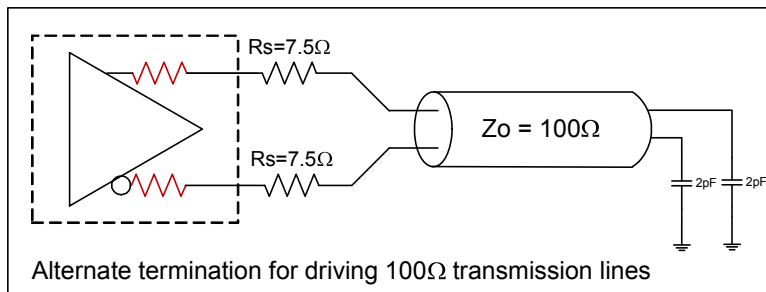 Rs=7.5Ω
Zo = 100Ω
Rs=7.5Ω
2pF
2pF
Alternate termination for driving 100Ω transmission lines